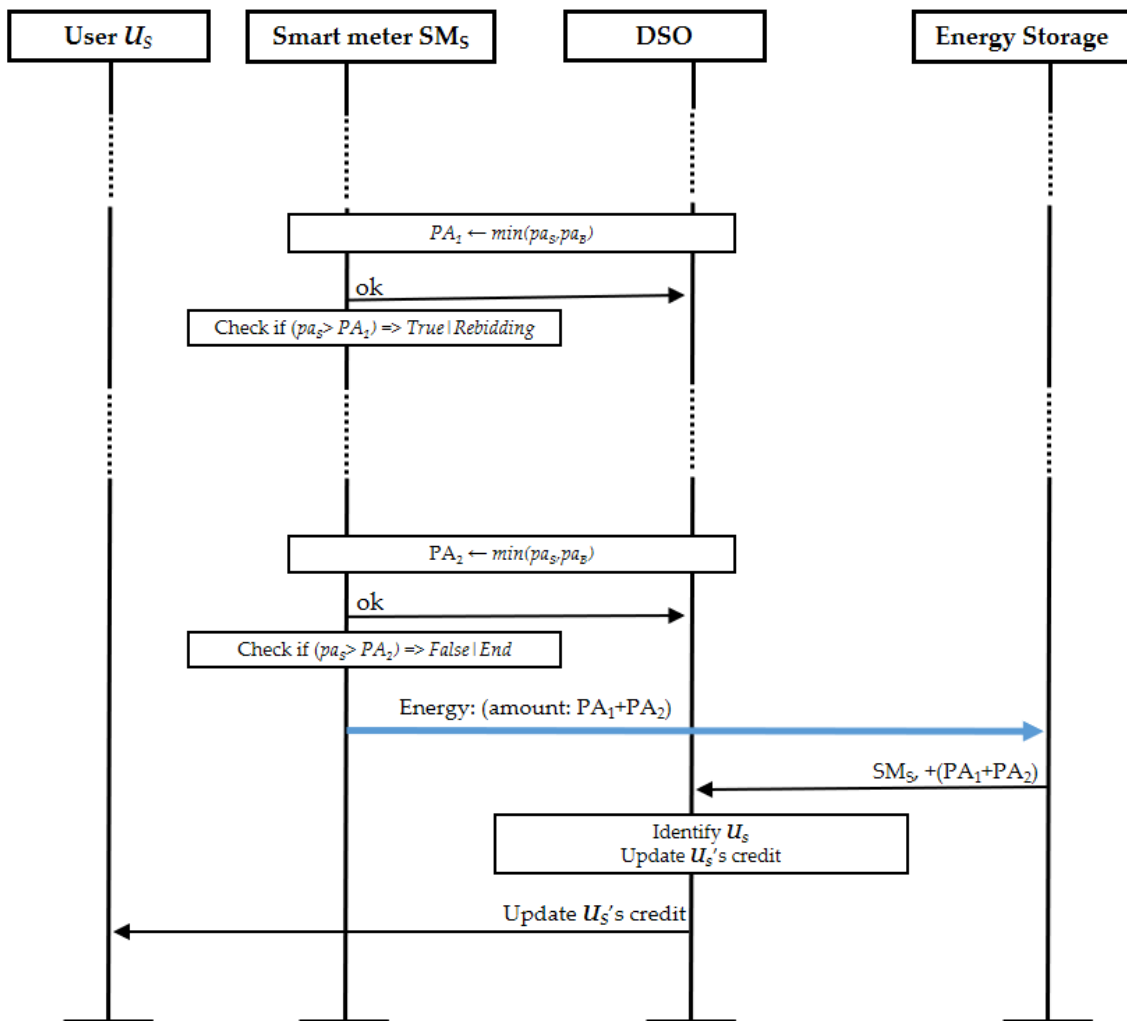 User U_S
Smart meter SM_S
DSO
Energy Storage
PA_1 ← min(pa_S,pa_B)
ok
Check if (pa_S> PA_1) => True|Rebidding
PA_2 ← min(pa_S,pa_B)
ok
Check if (pa_S> PA_2) => False|End
Energy: (amount: PA_1+PA_2)
SM_S, +(PA_1+PA_2)
Identify U_s
Update U_s's credit
Update U_S's credit